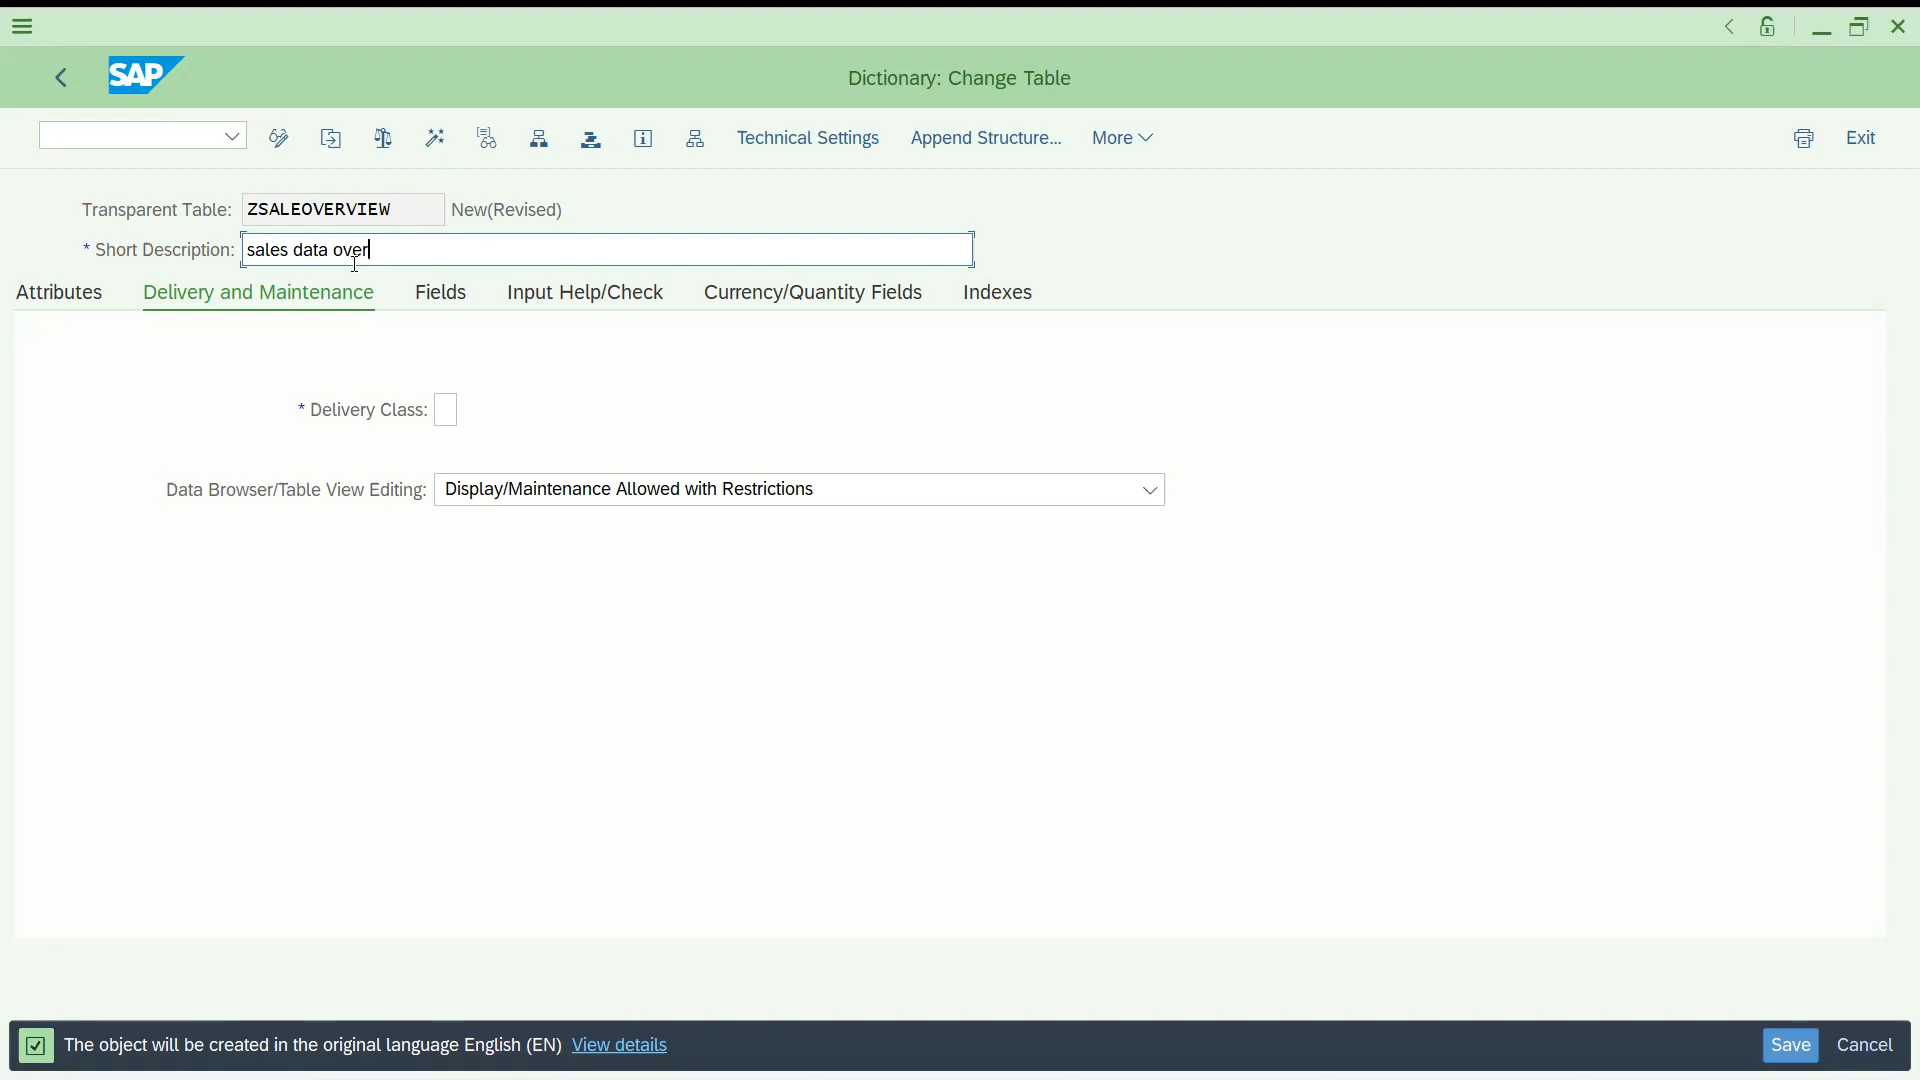 SAP
Dictionary: Change Table
Technical Settings
Append Structure...
More
Exit
Transparent Table: ZSALEOVERVIEW New(Revised)
* Short Description: sales data over
Attributes
Delivery and Maintenance
Fields
Input Help/Check
Currency/Quantity Fields
Indexes
* Delivery Class:
Data Browser/Table View Editing: Display/Maintenance Allowed with Restrictions
The object will be created in the original language English (EN) View details
Save
Cancel